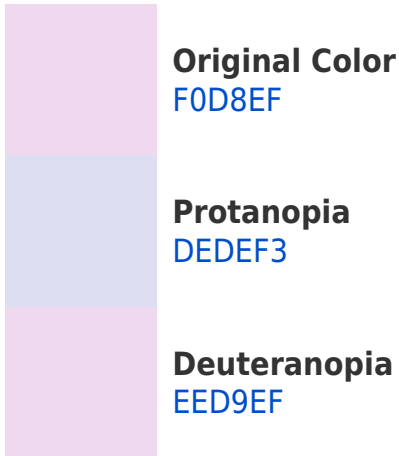 Original Color
F0D8EF
Protanopia
DEDEF3
Deuteranopia
EED9EF